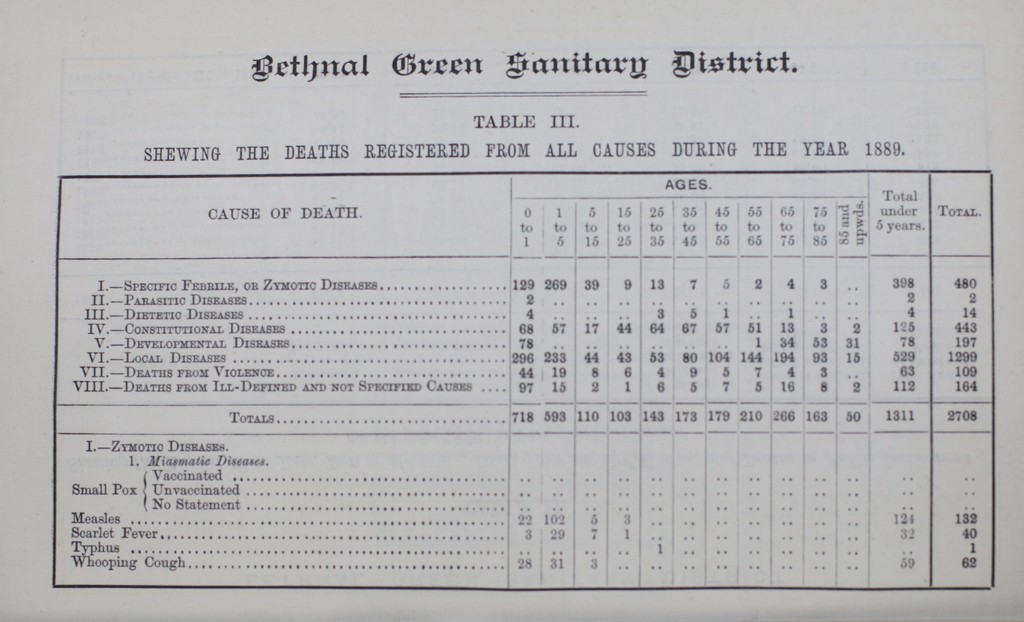 Bethnal Green Sanitary District.
TABLE III.
SHEWING THE DEATHS REGISTERED FROM ALL CAUSES DURING THE YEAR 1889.
CAUSE OF DEATH. AGES. Total under 5 years. TOTAL.
0 to 1 1 to 5 5 to 15 15 to 25 25 to 35 35 to 45 45 to 55 55 to 65 65 to 75 75 to 85 85 and upwds.
I.—SPECIFIC FEBRILE, OR ZYMOTIC DISEASES 129 269 39 9 13 7 5 2 4 3 .. 398 480
II.—PARASITIC DISEASES 2 .. .. .. .. .. .. .. .. .. .. 2 2
III.—DIETETIC DISEASES 4 .. .. .. 3 5 1 .. 1 .. .. 4 14
IV.—CONSTITUTIONAL DISEASES 68 57 17 44 64 67 57 51 13 3 2 125 443
V.—DEVELOPMENTAL DISEASES 78 .. .. .. .. .. .. 1 34 53 31 78 197
VI.—LOCAL DISEASES 296 233 44 43 53 80 104 144 194 93 15 529 1299
VII.—DEATHS FROM VIOLENCE 44 19 8 6 4 9 5 7 4 3 .. 63 109
VIII.—DEATHS FROM ILL-DEFINED AND NOT SPECIFIED CAUSES 97 15 2 1 6 5 7 5 16 8 2 112 164
TOTALS 718 593 110 103 143 173 179 210 266 163 50 1311 2708
I.—ZYMOTIC DISEASES.
1. Miasmatic Diseases.
Vaccinated .. .. .. .. .. .. .. .. .. .. .. .. ..
Small Pox { Unvaccinated .. .. .. .. .. .. .. .. .. .. .. .. ..
No Statement .. .. .. .. .. .. .. .. .. .. .. .. ..
Measles 22 102 5 3 .. .. .. .. .. .. .. 124 132
Scarlet Fever 3 29 7 1 .. .. .. .. .. .. .. 32 40
Typhus .. .. .. .. 1 .. .. .. .. .. .. .. 1
Whooping Cough 28 31 3 .. .. .. .. .. .. .. .. 59 62